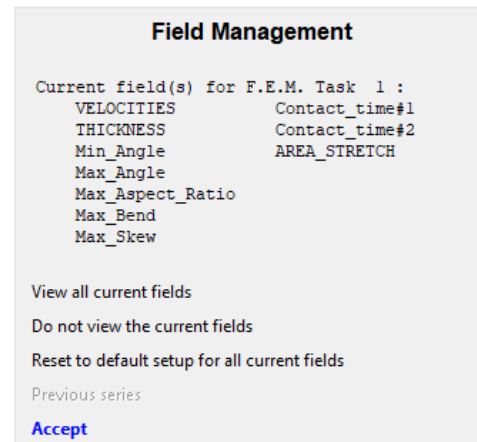 Field Management
Current field(s) for F.E.M. Task 1 :
VELOCITIES Contact_time#1
THICKNESS Contact_time#2
Min_Angle AREA_STRETCH
Max_Angle
Max_Aspect_Ratio
Max_Bend
Max_Skew
View all current fields
Do not view the current fields
Reset to default setup for all current fields
Previous series
Accept